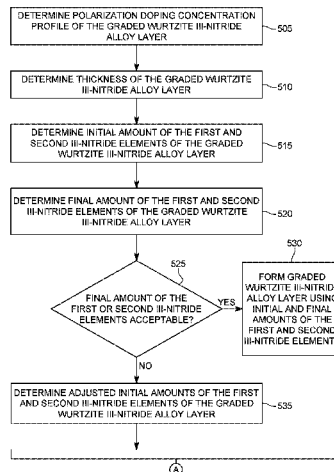 DETERMINE POLARIZATION DOPING CONCENTRATION
PROFILE OF THE GRADED WURTZITE III-NITRIDE
ALLOY LAYER
505
DETERMINE THICKNESS OF THE GRADED WURTZITE
III-NITRIDE ALLOY LAYER
510
DETERMINE INITIAL AMOUNT OF THE FIRST AND
SECOND III-NITRIDE ELEMENTS OF THE GRADED
WURTZITE III-NITRIDE ALLOY LAYER
515
DETERMINE FINAL AMOUNT OF THE FIRST AND SECOND
III-NITRIDE ELEMENTS OF THE GRADED WURTZITE
III-NITRIDE ALLOY LAYER
520
525
FINAL AMOUNT OF THE
FIRST OR SECOND III-NITRIDE
ELEMENTS ACCEPTABLE?
YES
530
FORM GRADED
WURTZITE III-NITRIDE
ALLOY LAYER USING
INITIAL AND FINAL
AMOUNTS OF THE
FIRST AND SECOND
III-NITRIDE ELEMENTS
NO
DETERMINE ADJUSTED INITIAL AMOUNTS OF THE FIRST
AND SECOND III-NITRIDE ELEMENTS OF THE GRADED
WURTZITE III-NITRIDE ALLOY LAYER
535
A